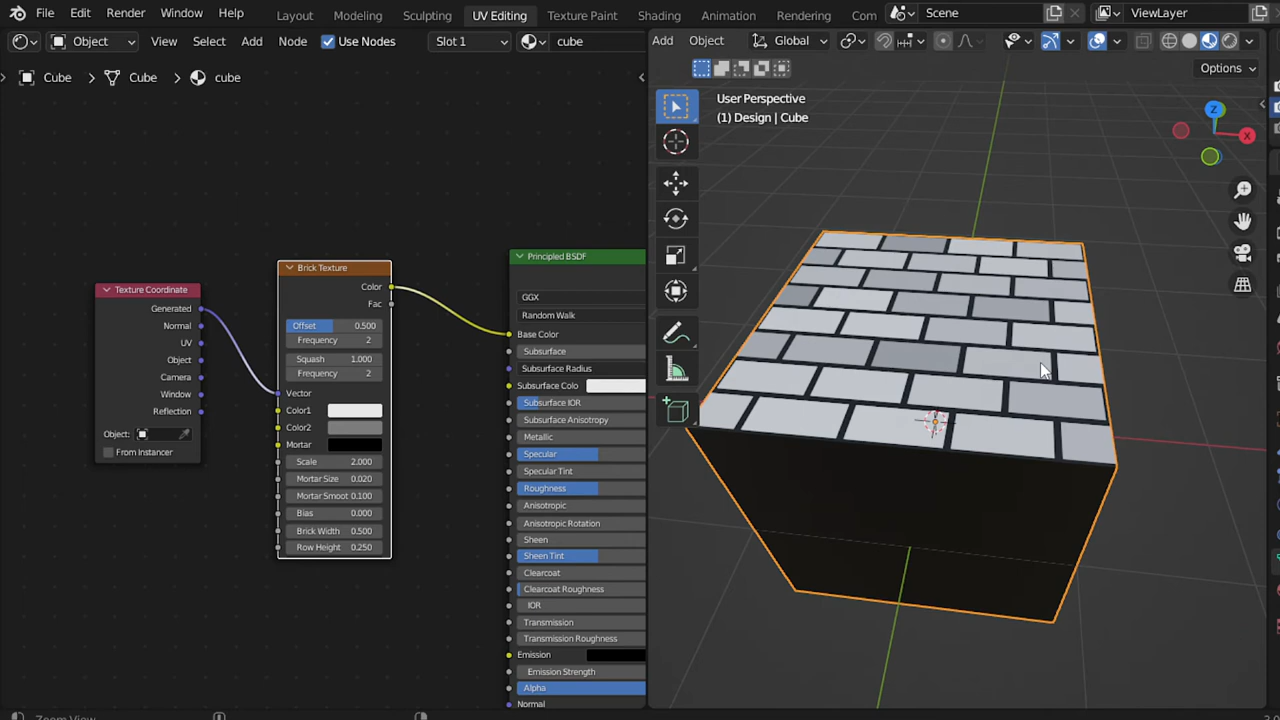 File Edit Render Window Help Layout Modeling Sculpting UV Editing Texture Paint Shading Animation Rendering Com Scene ViewLayer
Object View Select Add Node Use Nodes Slot 1 cube
Add Object Global
Cube Cube cube
Options
User Perspective
(1) Design | Cube
Z
X
Texture Coordinate
Generated
Normal
UV
Object
Camera
Window
Reflection
Object:
From Instancer
Brick Texture
Color
Fac
Offset 0.500
Frequency 2
Squash 1.000
Frequency 2
Vector
Color1
Color2
Mortar
Scale 2.000
Mortar Size 0.020
Mortar Smoot 0.100
Bias 0.000
Brick Width 0.500
Row Height 0.250
Principled BSDF
GGX
Random Walk
Base Color
Subsurface
Subsurface Radius
Subsurface Colo
Subsurface IOR
Subsurface Anisotropy
Metallic
Specular
Specular Tint
Roughness
Anisotropic
Anisotropic Rotation
Sheen
Sheen Tint
Clearcoat
Clearcoat Roughness
IOR
Transmission
Transmission Roughness
Emission
Emission Strength
Alpha
Normal
Zoom View